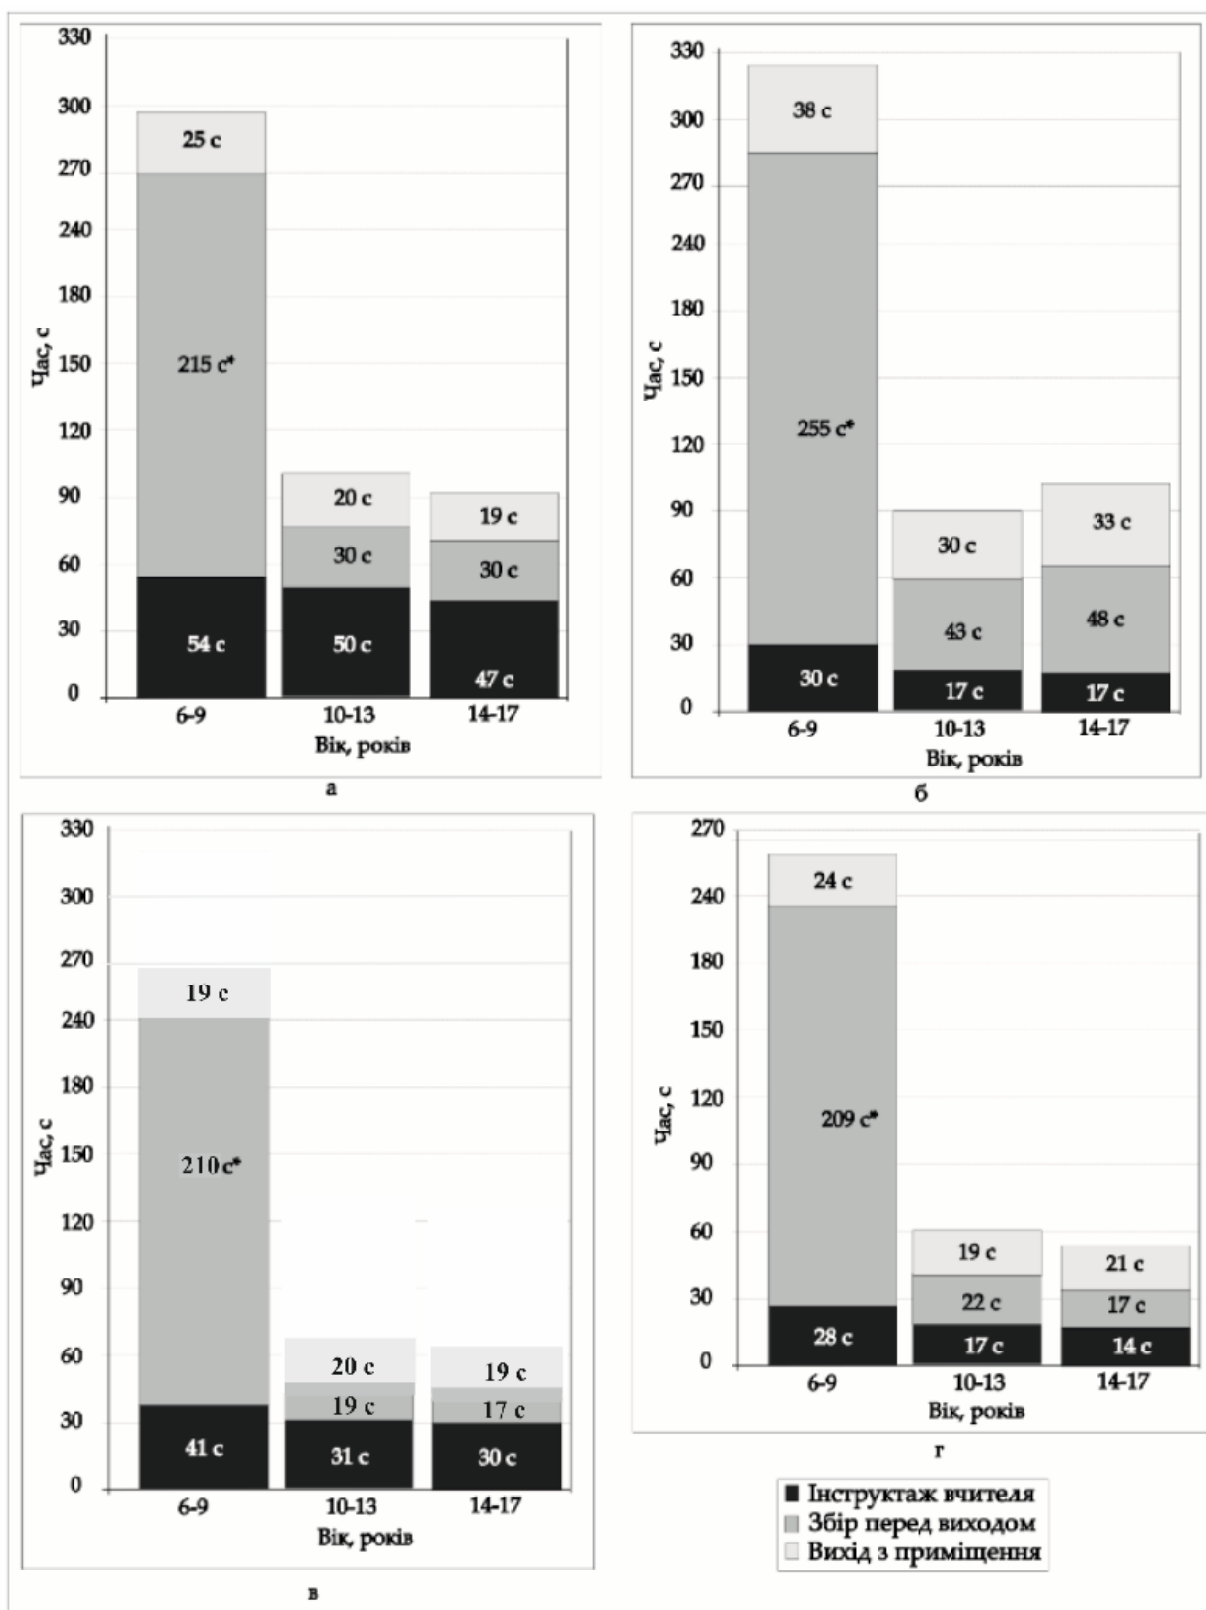 330
300
270
240
180
150
120
90
60
30
0
Час, с
25 с
215 с*
54 с
20 с
30 с
50 с
19 с
30 с
47 с
6-9
10-13
14-17
Вік, років
а
330
300
270
240
180
150
120
90
60
30
0
Час, с
38 с
255 с*
30 с
30 с
43 с
17 с
33 с
48 с
17 с
6-9
10-13
14-17
Вік, років
б
330
300
270
240
180
150
120
90
60
30
0
Час, с
19 с
210 с*
41 с
20 с
19 с
31 с
19 с
17 с
30 с
6-9
10-13
14-17
Вік, років
в
270
240
180
150
120
90
60
30
0
Час, с
24 с
209 с*
28 с
19 с
22 с
17 с
21 с
17 с
14 с
6-9
10-13
14-17
Вік, років
г
Інструктаж вчителя
Збір перед виходом
Вихід з приміщення